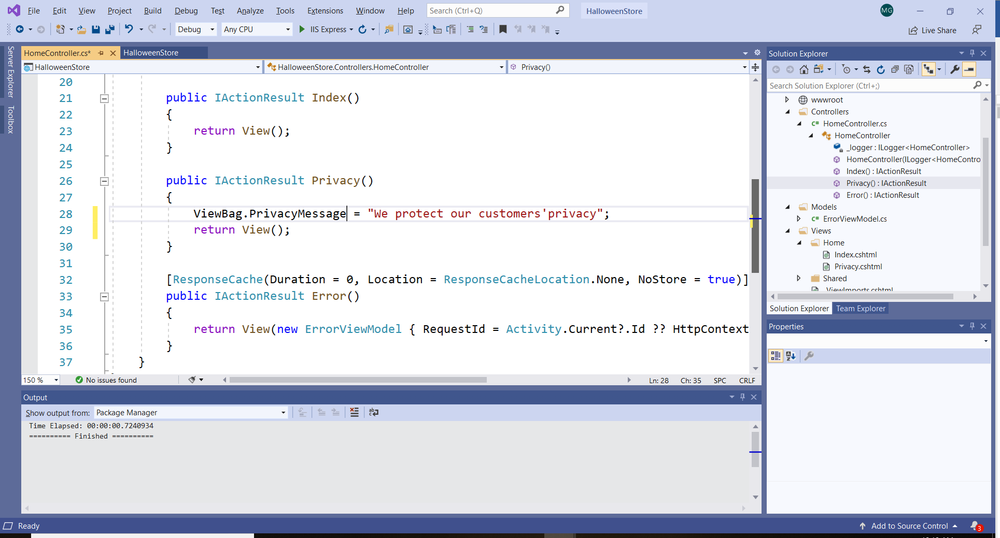 File Edit View Project Build Debug Test Analyze Tools Extensions Window Help Search (Ctrl+Q) HalloweenStore MG
Debug Any CPU IIS Express Live Share
Server Explorer
Toolbox
HomeController.cs* HalloweenStore
HalloweenStore HalloweenStore.Controllers.HomeController Privacy()
20
21 public IActionResult Index()
22 {
23 return View();
24 }
25
26 public IActionResult Privacy()
27 {
28 ViewBag.PrivacyMessage = "We protect our customers'privacy";
29 return View();
30 }
31
32 [ResponseCache(Duration = 0, Location = ResponseCacheLocation.None, NoStore = true)]
33 public IActionResult Error()
34 {
35 return View(new ErrorViewModel { RequestId = Activity.Current?.Id ?? HttpContext
36 }
37 }
150 % No issues found Ln: 28 Ch: 35 SPC CRLF
Output
Show output from: Package Manager
Time Elapsed: 00:00:00.7240934
========== Finished ==========
Solution Explorer
Search Solution Explorer (Ctrl+;)
wwwroot
Controllers
C# HomeController.cs
HomeController
_logger : ILogger<HomeController>
HomeController(ILogger<HomeContro
Index() : IActionResult
Privacy() : IActionResult
Error() : IActionResult
Models
C# ErrorViewModel.cs
Views
Home
Index.cshtml
Privacy.cshtml
Shared
_ViewImports.cshtml
Solution Explorer Team Explorer
Properties
Ready Add to Source Control 3